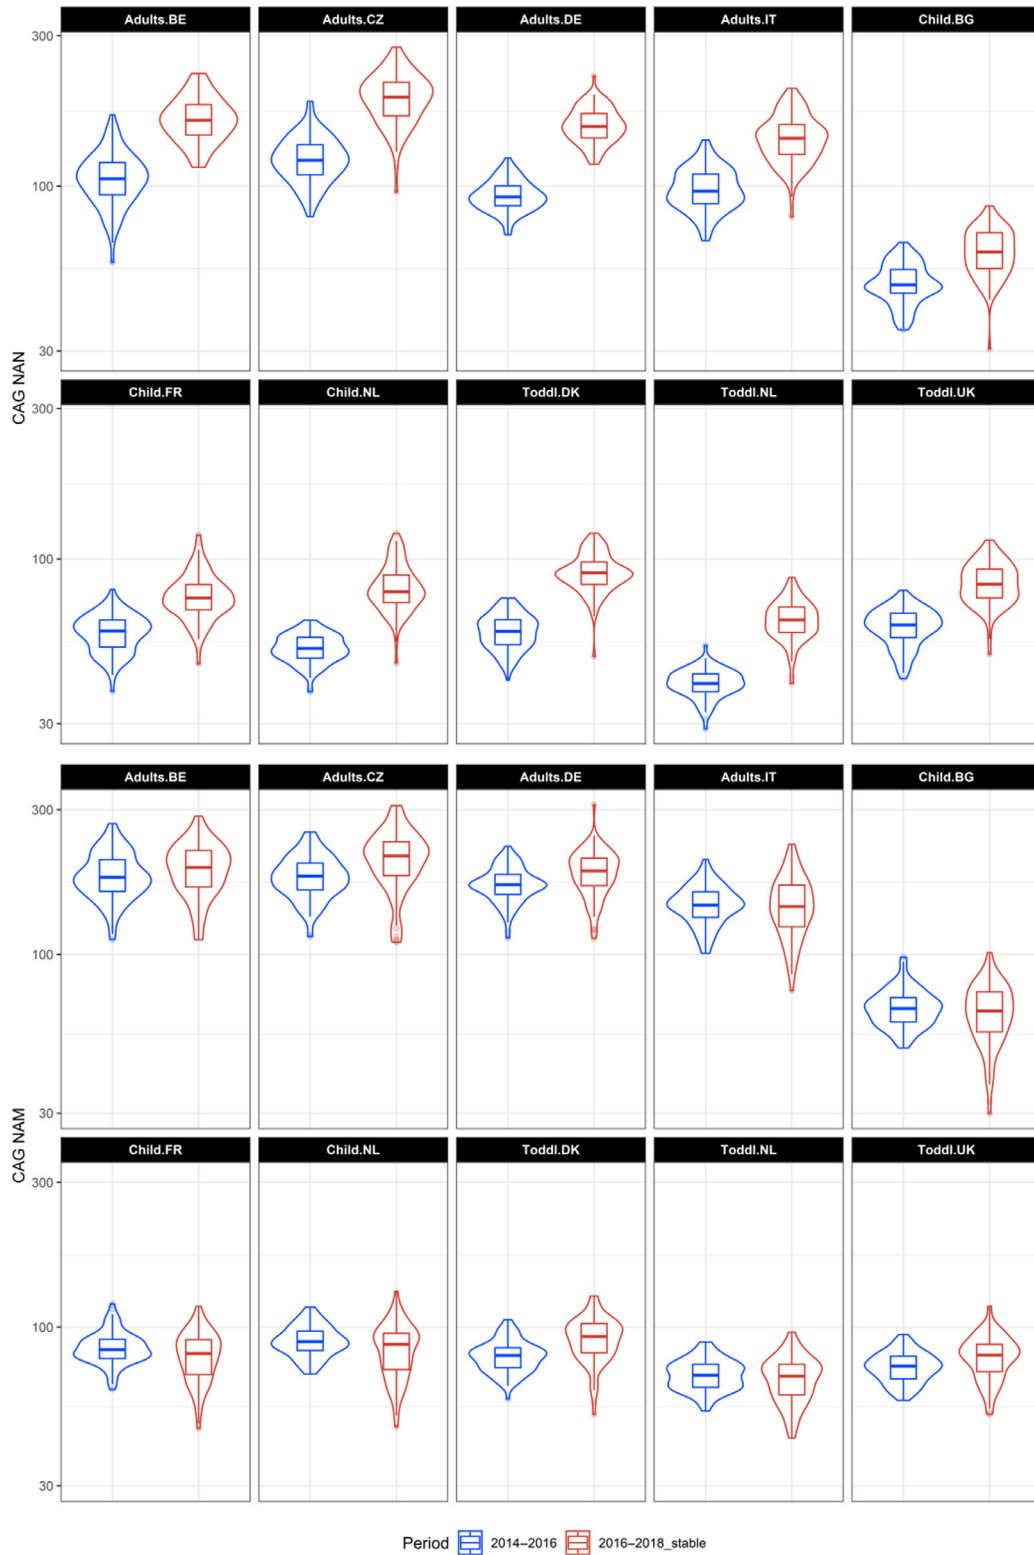 Adults.BE Adults.CZ Adults.DE Adults.IT Child.BG
300
100
30
CAG NAN
Child.FR Child.NL Toddl.DK Toddl.NL Toddl.UK
300
100
30
Adults.BE Adults.CZ Adults.DE Adults.IT Child.BG
300
100
30
CAG NAM
Child.FR Child.NL Toddl.DK Toddl.NL Toddl.UK
300
100
30
Period 2014–2016 2016–2018_stable